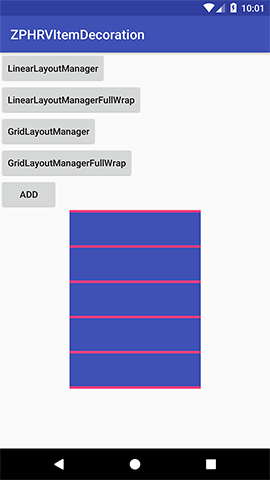 10:01
ZPHRVItemDecoration
LinearLayoutManager
LinearLayoutManagerFullWrap
GridLayoutManager
GridLayoutManagerFullWrap
ADD